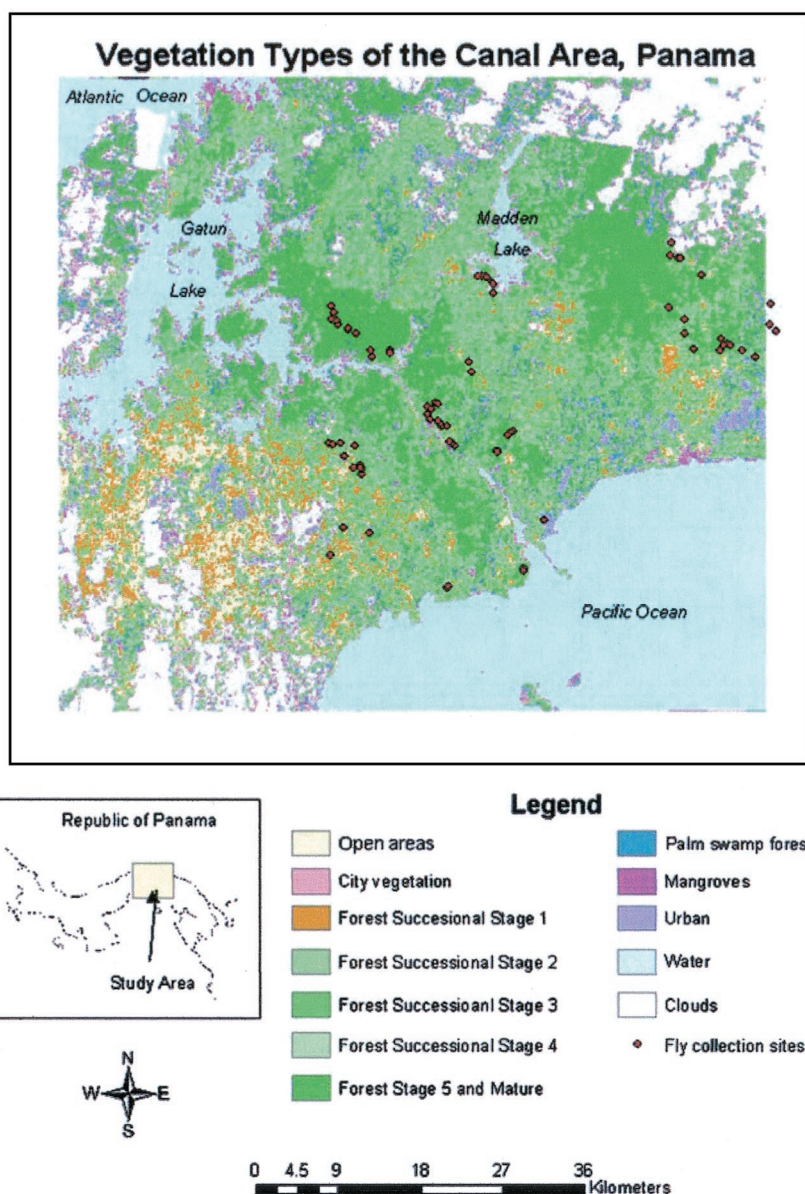 Vegetation Types of the Canal Area, Panama
Atlantic Ocean
Gatun
Lake
Madden
Lake
Pacific Ocean
Republic of Panama
Study Area
N
W E
S
Legend
Open areas
City vegetation
Forest Succesional Stage 1
Forest Successional Stage 2
Forest Successioanl Stage 3
Forest Successional Stage 4
Forest Stage 5 and Mature
Palm swamp fores
Mangroves
Urban
Water
Clouds
Fly collection sites
0 4.5 9 18 27 36
Kilometers